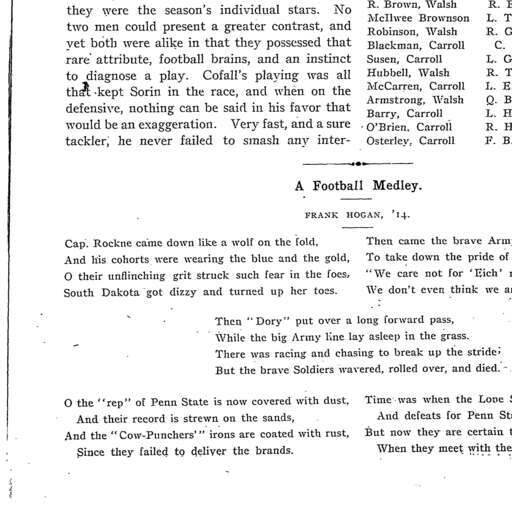 they were the season's individual stars. No
two men could present a greater contrast, and
yet both were alike in that they possessed that
rare attribute, football brains, and an instinct
to diagnose a play. Cofall's playing was all
that kept Sorin in the race, and when on the
defensive, nothing can be said in his favor that
would be an exaggeration. Very fast, and a sure
tackler, he never failed to smash any inter-
R. Brown, Walsh R.
McIlwee Brownson L. T
Robinson, Walsh R. G
Blackman, Carroll C.
Susen, Carroll L. G
Hubbell, Walsh R. T
McCarren, Carroll L. E
Armstrong, Walsh Q. B
Barry, Carroll L. H
O'Brien, Carroll R. H
Osterley, Carroll F. B
A Football Medley.
FRANK HOGAN, '14.
Cap. Rockne came down like a wolf on the fold,
And his cohorts were wearing the blue and the gold,
O their unflinching grit struck such fear in the foes,
South Dakota got dizzy and turned up her toes.
Then came the brave Arm
To take down the pride of
"We care not for 'Eich'
We don't even think we a
Then "Dory" put over a long forward pass,
While the big Army line lay asleep in the grass.
There was racing and chasing to break up the stride;
But the brave Soldiers wavered, rolled over, and died.
O the "rep" of Penn State is now covered with dust,
And their record is strewn on the sands,
And the "Cow-Punchers'" irons are coated with rust,
Since they failed to deliver the brands.
Time was when the Lone S
And defeats for Penn St
But now they are certain t
When they meet with the